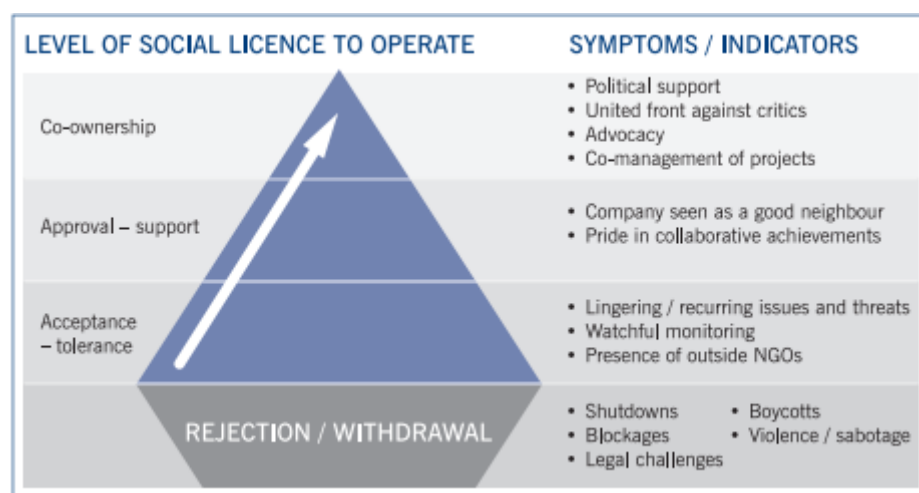 LEVEL OF SOCIAL LICENCE TO OPERATE
SYMPTOMS / INDICATORS
Co-ownership
• Political support
• United front against critics
• Advocacy
• Co-management of projects
Approval – support
• Company seen as a good neighbour
• Pride in collaborative achievements
Acceptance
– tolerance
• Lingering / recurring issues and threats
• Watchful monitoring
• Presence of outside NGOs
REJECTION / WITHDRAWAL
• Shutdowns
• Blockages
• Legal challenges
• Boycotts
• Violence / sabotage